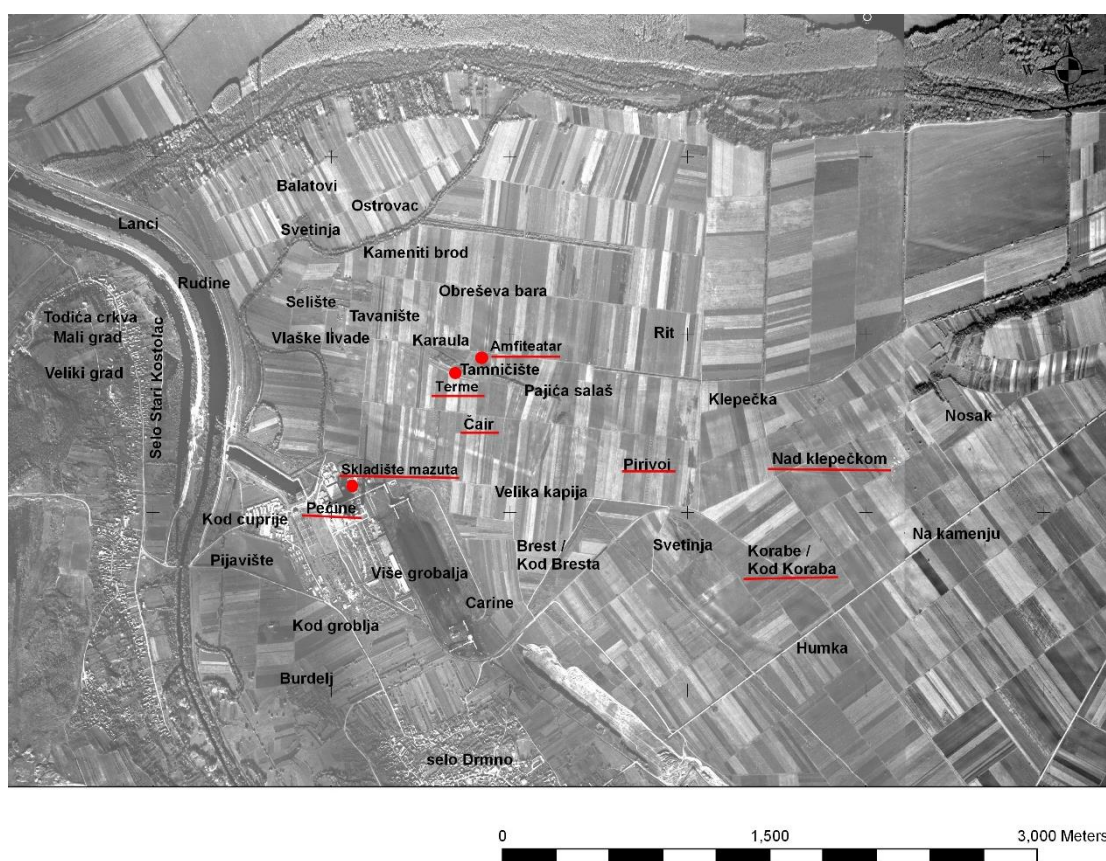 N
W
Balatovi
Ostrovac
Lanci
Svetinja
Kameniti brod
Rudine
Obreševa bara
Selište
Todića crkva
Tavanište
Mali grad
Vlaške livade
Karaula
Amfiteatar
Rit
Veliki grad
Tamničište
Terme
Pajića salaš
Klepečka
Nosak
Selo Stari Kostolac
Čair
Skladište mazuta
Pirivoj
Nad klepečkom
Velika kapija
Pećine
Kod ćuprije
Na kamenju
Brest /
Kod Bresta
Svetinja
Korabe /
Kod Koraba
Pijavište
Više grobalja
Carine
Kod groblja
Humka
Burdelj
selo Drmno
0
1,500
3,000 Meters